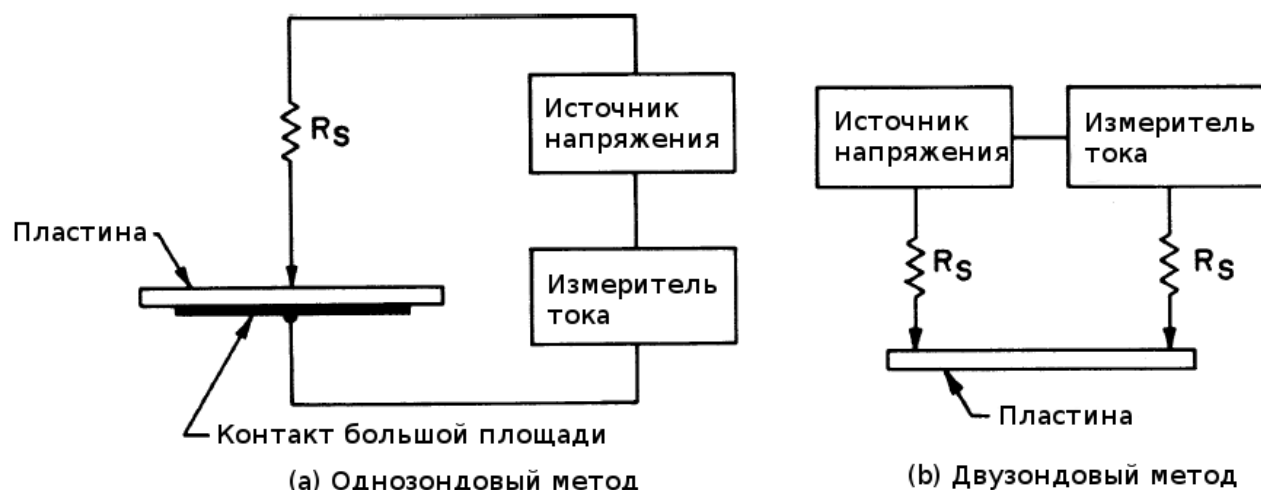 Источник
напряжения
R_S
Пластина
Измеритель
тока
Контакт большой площади
(a) Однозондовый метод
Источник
напряжения
Измеритель
тока
R_S
R_S
Пластина
(b) Двузондовый метод